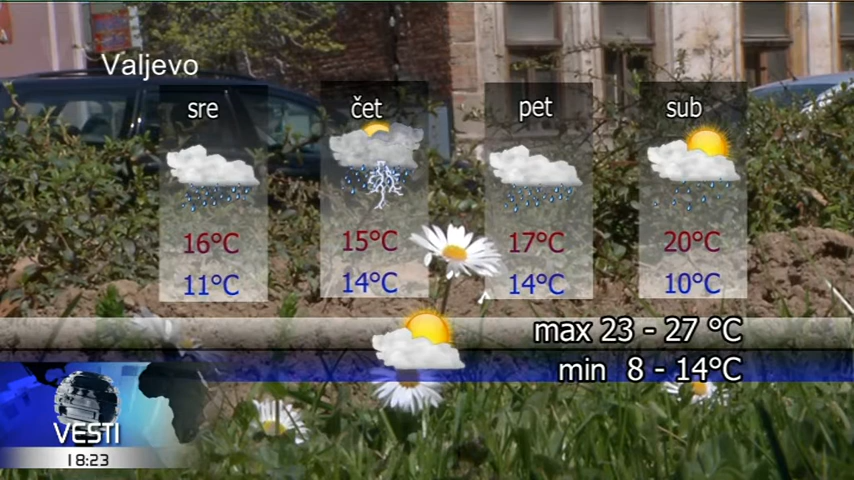 Valjevo
sre čet pet sub
16°C 15°C 17°C 20°C
11°C 14°C 14°C 10°C
max 23 - 27 °C
min 8 - 14°C
VESTI
18:23